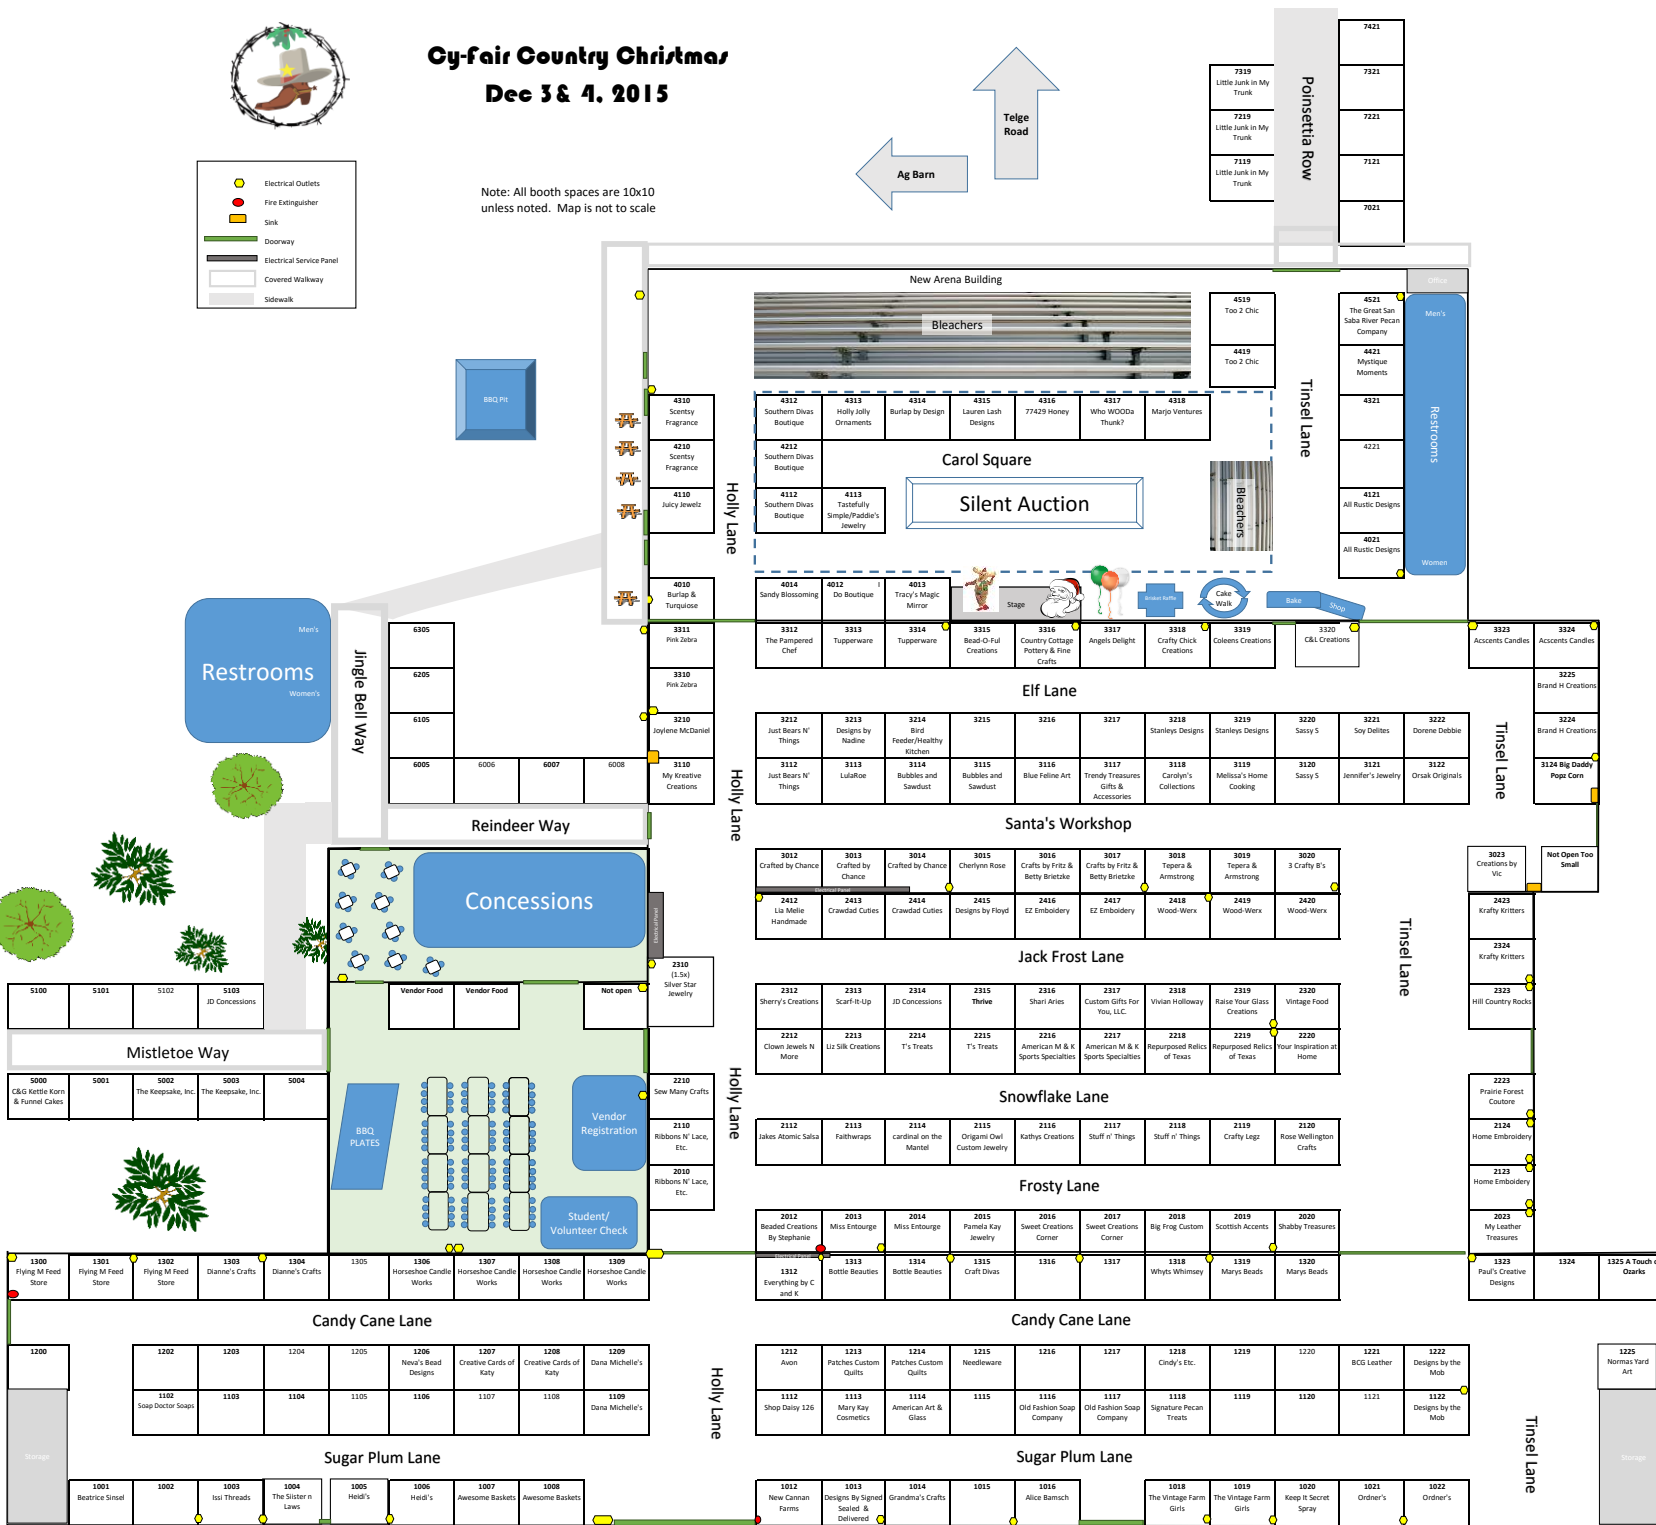 Cy-Fair Country Christmas
Dec 3 & 4, 2015
Electrical Outlets
Fire Extinguisher
Sink
Doorway
Electrical Service Panel
Covered Walkway
Sidewalk
Note: All booth spaces are 10x10
unless noted. Map is not to scale
Telge
Road
Ag Barn
Poinsettia Row
7421
7319
Little Junk in My
Trunk
7321
7219
Little Junk in My
Trunk
7221
7119
Little Junk in My
Trunk
7121
7021
New Arena Building
Office
Bleachers
4519
Too 2 Chic
4521
The Great San
Saba River Pecan
Company
Men's
4419
Too 2 Chic
4421
Mystique
Moments
Tinsel Lane
Restrooms
BBQ Pit
4310
Scentsy
Fragrance
4312
Southern Divas
Boutique
4313
Holly Jolly
Ornaments
4314
Burlap by Design
4315
Lauren Lash
Designs
4316
77429 Honey
4317
Who WOODa
Thunk?
4318
Marjo Ventures
4321
4210
Scentsy
Fragrance
4212
Southern Divas
Boutique
Carol Square
4221
Holly Lane
4110
Juicy Jewelz
4112
Southern Divas
Boutique
4113
Tastefully
Simple/Paddie's
Jewelry
Silent Auction
Bleachers
4121
All Rustic Designs
4021
All Rustic Designs
Women
4010
Burlap &
Turquiose
4014
Sandy Blossoming
4012
Do Boutique
4013
Tracy's Magic
Mirror
Stage
Brisket Raffle
Cake
Walk
Bake
Shop
Men's
Restrooms
Women's
Jingle Bell Way
6305
3311
Pink Zebra
3312
The Pampered
Chef
3313
Tupperware
3314
Tupperware
3315
Bead-O-Ful
Creations
3316
Country Cottage
Pottery & Fine
Crafts
3317
Angels Delight
3318
Crafty Chick
Creations
3319
Coleens Creations
3320
C&L Creations
3323
Acscents Candles
3324
Acscents Candles
6205
3310
Pink Zebra
Elf Lane
3225
Brand H Creations
6105
3210
Joylene McDaniel
3212
Just Bears N'
Things
3213
Designs by
Nadine
3214
Bird
Feeder/Healthy
Kitchen
3215
3216
3217
3218
Stanleys Designs
3219
Stanleys Designs
3220
Sassy S
3221
Soy Delites
3222
Dorene Debbie
Tinsel Lane
3224
Brand H Creations
6005
6006
6007
6008
3110
My Kreative
Creations
Holly Lane
3112
Just Bears N'
Things
3113
LulaRoe
3114
Bubbles and
Sawdust
3115
Bubbles and
Sawdust
3116
Blue Feline Art
3117
Trendy Treasures
Gifts &
Accessories
3118
Carolyn's
Collections
3119
Melissa's Home
Cooking
3120
Sassy S
3121
Jennifer's Jewelry
3122
Orsak Originals
3124 Big Daddy
Popz Corn
Reindeer Way
Santa's Workshop
3012
Crafted by Chance
3013
Crafted by
Chance
3014
Crafted by Chance
3015
Cherlynn Rose
3016
Crafts by Fritz &
Betty Brietzke
3017
Crafts by Fritz &
Betty Brietzke
3018
Tepera &
Armstrong
3019
Tepera &
Armstrong
3020
3 Crafty B's
3023
Creations by
Vic
Not Open Too
Small
Electrical Panel
Concessions
Electrical Panel
2412
Lia Melie
Handmade
2413
Crawdad Cuties
2414
Crawdad Cuties
2415
Designs by Floyd
2416
EZ Emboidery
2417
EZ Emboidery
2418
Wood-Werx
2419
Wood-Werx
2420
Wood-Werx
Tinsel Lane
2423
Krafty Kritters
Jack Frost Lane
2324
Krafty Kritters
2310
(1.5x)
Silver Star
Jewelry
5100
5101
5102
5103
JD Concessions
Vendor Food
Vendor Food
Not open
2312
Sherry's Creations
2313
Scarf-It-Up
2314
JD Concessions
2315
Thrive
2316
Shari Aries
2317
Custom Gifts For
You, LLC.
2318
Vivian Holloway
2319
Raise Your Glass
Creations
2320
Vintage Food
2323
Hill Country Rocks
Mistletoe Way
2212
Clown Jewels N
More
2213
Liz Silk Creations
2214
T's Treats
2215
T's Treats
2216
American M & K
Sports Specialties
2217
American M & K
Sports Specialties
2218
Repurposed Relics
of Texas
2219
Repurposed Relics
of Texas
2220
Your Inspiration at
Home
5000
C&G Kettle Korn
& Funnel Cakes
5001
5002
The Keepsake, Inc.
5003
The Keepsake, Inc.
5004
BBQ
PLATES
Vendor
Registration
2210
Sew Many Crafts
Holly Lane
Snowflake Lane
2223
Prairie Forest
Coutore
2110
Ribbons N' Lace,
Etc.
2112
Jakes Atomic Salsa
2113
Faithwraps
2114
cardinal on the
Mantel
2115
Origami Owl
Custom Jewelry
2116
Kathys Creations
2117
Stuff n' Things
2118
Stuff n' Things
2119
Crafty Legz
2120
Rose Wellington
Crafts
2124
Home Embroidery
2010
Ribbons N' Lace,
Etc.
Frosty Lane
2123
Home Emboidery
Student/
Volunteer Check
2012
Beaded Creations
By Stephanie
2013
Miss Entourge
2014
Miss Entourge
2015
Pamela Kay
Jewelry
2016
Sweet Creations
Corner
2017
Sweet Creations
Corner
2018
Big Frog Custom
2019
Scottish Accents
2020
Shabby Treasures
2023
My Leather
Treasures
Electrical Panel
1300
Flying M Feed
Store
1301
Flying M Feed
Store
1302
Flying M Feed
Store
1303
Dianne's Crafts
1304
Dianne's Crafts
1305
1306
Horseshoe Candle
Works
1307
Horseshoe Candle
Works
1308
Horseshoe Candle
Works
1309
Horseshoe Candle
Works
1312
Everything by C
and K
1313
Bottle Beauties
1314
Bottle Beauties
1315
Craft Divas
1316
1317
1318
Whyts Whimsey
1319
Marys Beads
1320
Marys Beads
1323
Paul's Creative
Designs
1324
1325 A Touch o
Ozarks
Candy Cane Lane
Candy Cane Lane
1200
1202
1203
1204
1205
1206
Neva's Bead
Designs
1207
Creative Cards of
Katy
1208
Creative Cards of
Katy
1209
Dana Michelle's
Holly Lane
1212
Avon
1213
Patches Custom
Quilts
1214
Patches Custom
Quilts
1215
Needleware
1216
1217
1218
Cindy's Etc.
1219
1220
1221
BCG Leather
1222
Designs by the
Mob
1225
Normas Yard
Art
1102
Soap Doctor Soaps
1103
1104
1105
1106
1107
1108
1109
Dana Michelle's
1112
Shop Daisy 126
1113
Mary Kay
Cosmetics
1114
American Art &
Glass
1115
1116
Old Fashion Soap
Company
1117
Old Fashion Soap
Company
1118
Signature Pecan
Treats
1119
1120
1121
1122
Designs by the
Mob
Tinsel Lane
Storage
Sugar Plum Lane
Sugar Plum Lane
Storage
1001
Beatrice Sinsel
1002
1003
Issi Threads
1004
The Siister n
Laws
1005
Heidi's
1006
Heidi's
1007
Awesome Baskets
1008
Awesome Baskets
1012
New Cannan
Farms
1013
Designs By Signed
Sealed &
Delivered
1014
Grandma's Crafts
1015
1016
Alice Bamsch
1018
The Vintage Farm
Girls
1019
The Vintage Farm
Girls
1020
Keep It Secret
Spray
1021
Ordner's
1022
Ordner's